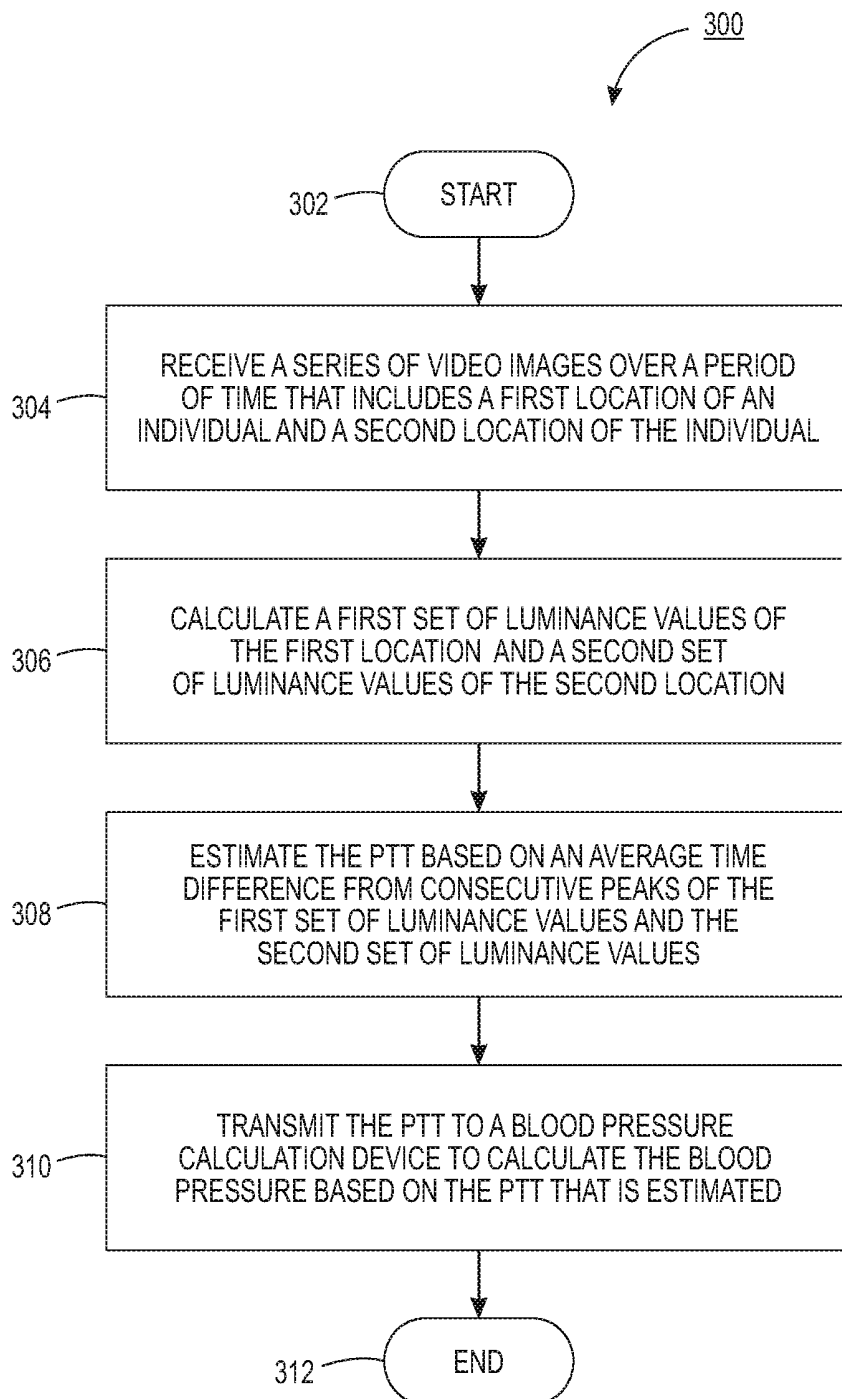 300
302
START
304
RECEIVE A SERIES OF VIDEO IMAGES OVER A PERIOD
OF TIME THAT INCLUDES A FIRST LOCATION OF AN
INDIVIDUAL AND A SECOND LOCATION OF THE INDIVIDUAL
306
CALCULATE A FIRST SET OF LUMINANCE VALUES OF
THE FIRST LOCATION AND A SECOND SET
OF LUMINANCE VALUES OF THE SECOND LOCATION
308
ESTIMATE THE PTT BASED ON AN AVERAGE TIME
DIFFERENCE FROM CONSECUTIVE PEAKS OF THE
FIRST SET OF LUMINANCE VALUES AND THE
SECOND SET OF LUMINANCE VALUES
310
TRANSMIT THE PTT TO A BLOOD PRESSURE
CALCULATION DEVICE TO CALCULATE THE BLOOD
PRESSURE BASED ON THE PTT THAT IS ESTIMATED
312
END